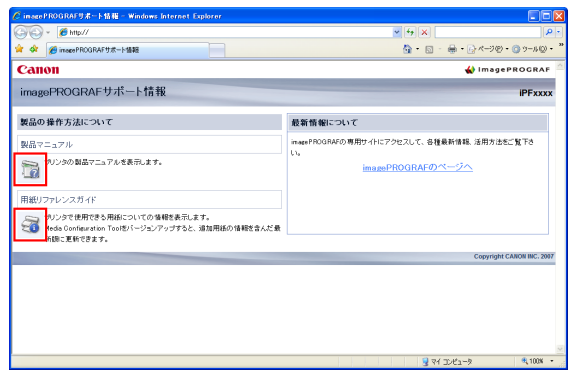 imagePROGRAFサポート情報 - Windows Internet Explorer
http://
imagePROGRAFサポート情報
ページ(P)
ツール(O)
Canon
imagePROGRAF
imagePROGRAFサポート情報
iPFxxxx
製品の操作方法について
製品マニュアル
プリンタの製品マニュアルを表示します。
用紙リファレンスガイド
プリンタで使用できる用紙についての情報を表示します。
Media Configuration Toolをバージョンアップすると、追加用紙の情報を含んだ最
新版に更新できます。
最新情報について
imagePROGRAFの専用サイトにアクセスして、各種最新情報、活用方法をご覧下さ
い。
imagePROGRAFのページへ
Copyright CANON INC. 2007
マイ コンピュータ
100%